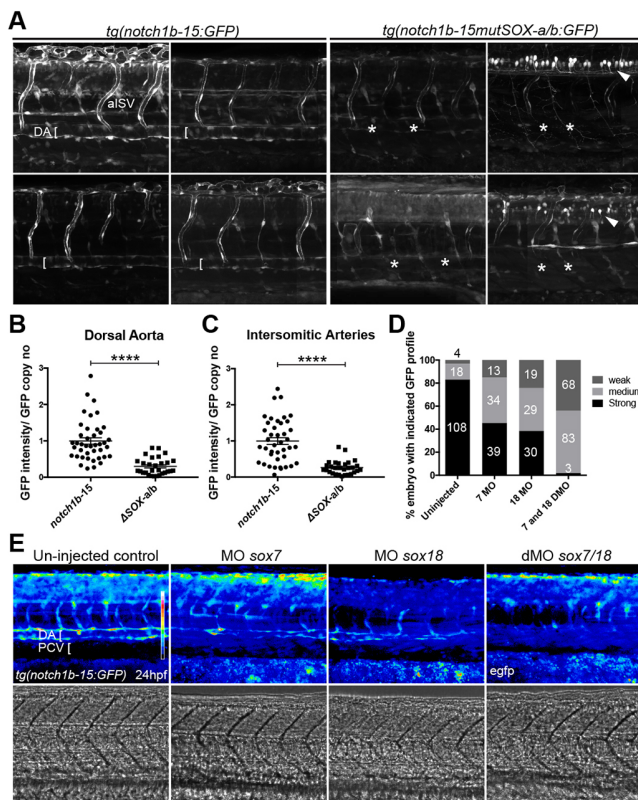 A
tg(notch1b-15:GFP)
tg(notch1b-15mutSOX-a/b:GFP)
aISV
DA [
[
* *
* *
[
[
* *
* *
B
Dorsal Aorta
****
GFP intensity/ GFP copy no
3
2
1
0
notch1b-15
ΔSOX-a/b
C
Intersomitic Arteries
****
GFP intensity/ GFP copy no
3
2
1
0
notch1b-15
ΔSOX-a/b
D
% embryo with indicated GFP profile
100
80
60
40
20
0
4
18
108
13
34
39
19
29
30
68
83
3
weak
medium
Strong
Uninjected
7 MO
18 MO
7 and 18 DMO
E
Un-injected control
MO sox7
MO sox18
dMO sox7/18
DA [
PCV [
tg(notch1b-15:GFP)
24hpf
egfp